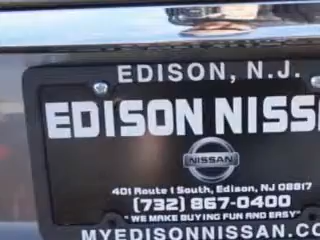 EDISON, N.J.
EDISON NISS
NISSAN
401 Route 1 South, Edison, NJ 08817
(732) 867-0400
"WE MAKE BUYING FUN AND EASY"
MYEDISONNISSAN.CO